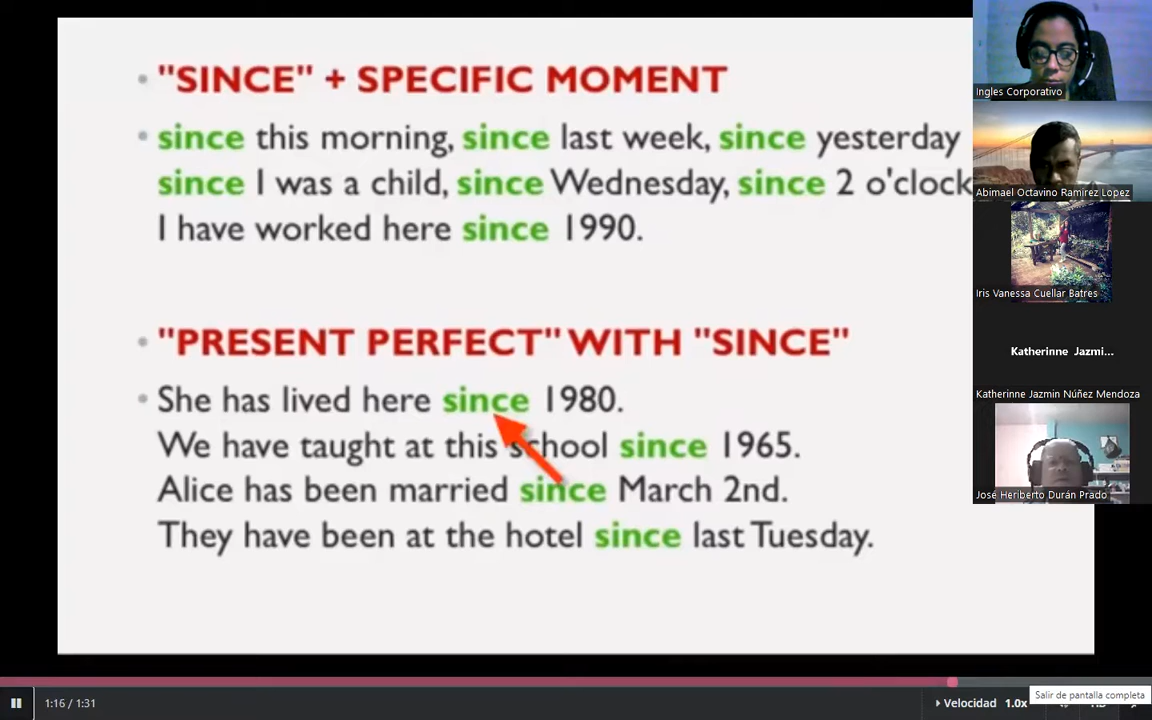 "SINCE" + SPECIFIC MOMENT
since this morning, since last week, since yesterday
since I was a child, since Wednesday, since 2 o'clock
I have worked here since 1990.
"PRESENT PERFECT" WITH "SINCE"
She has lived here since 1980.
We have taught at this school since 1965.
Alice has been married since March 2nd.
They have been at the hotel since last Tuesday.
Ingles Corporativo
Abimael Octavino Ramirez Lopez
Iris Vanessa Cuellar Batres
Katherinne Jazmi...
Katherinne Jazmin Núñez Mendoza
José Heriberto Durán Prado
1:16 / 1:31
Velocidad 1.0x
Salir de pantalla completa